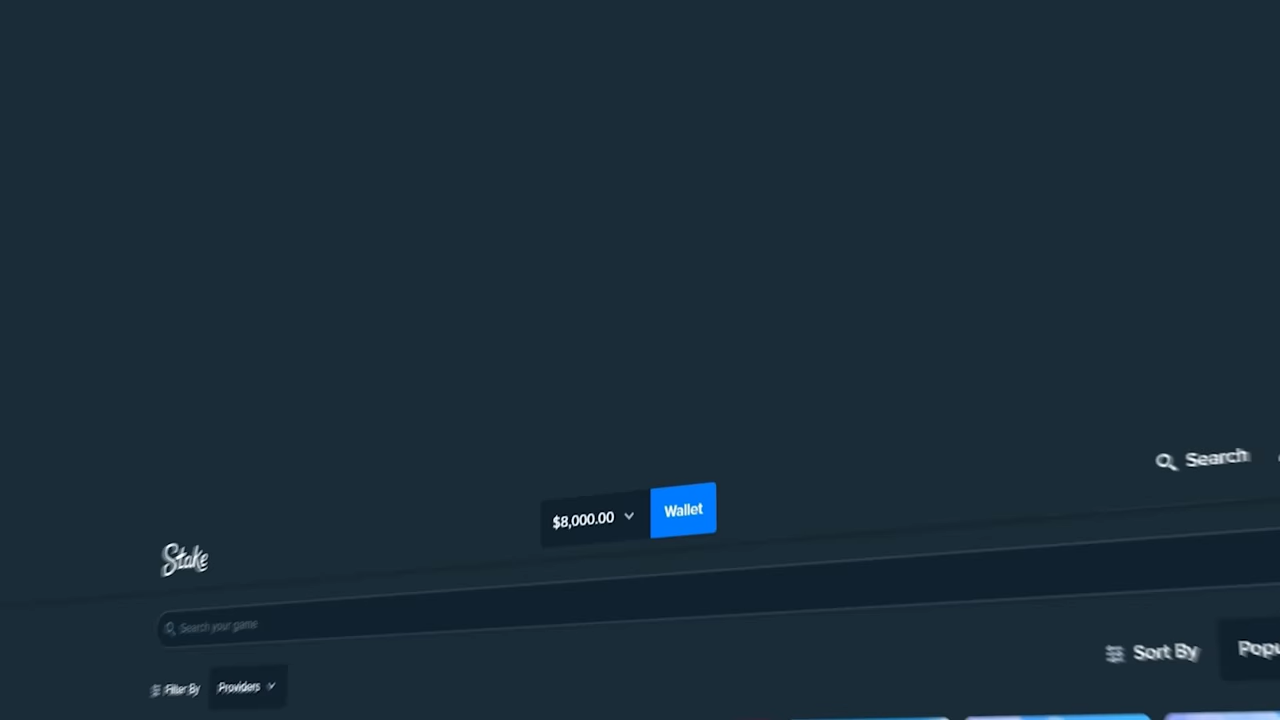 Search
$8,000.00
Wallet
Stake
Search your game
Sort By
Filter By
Providers